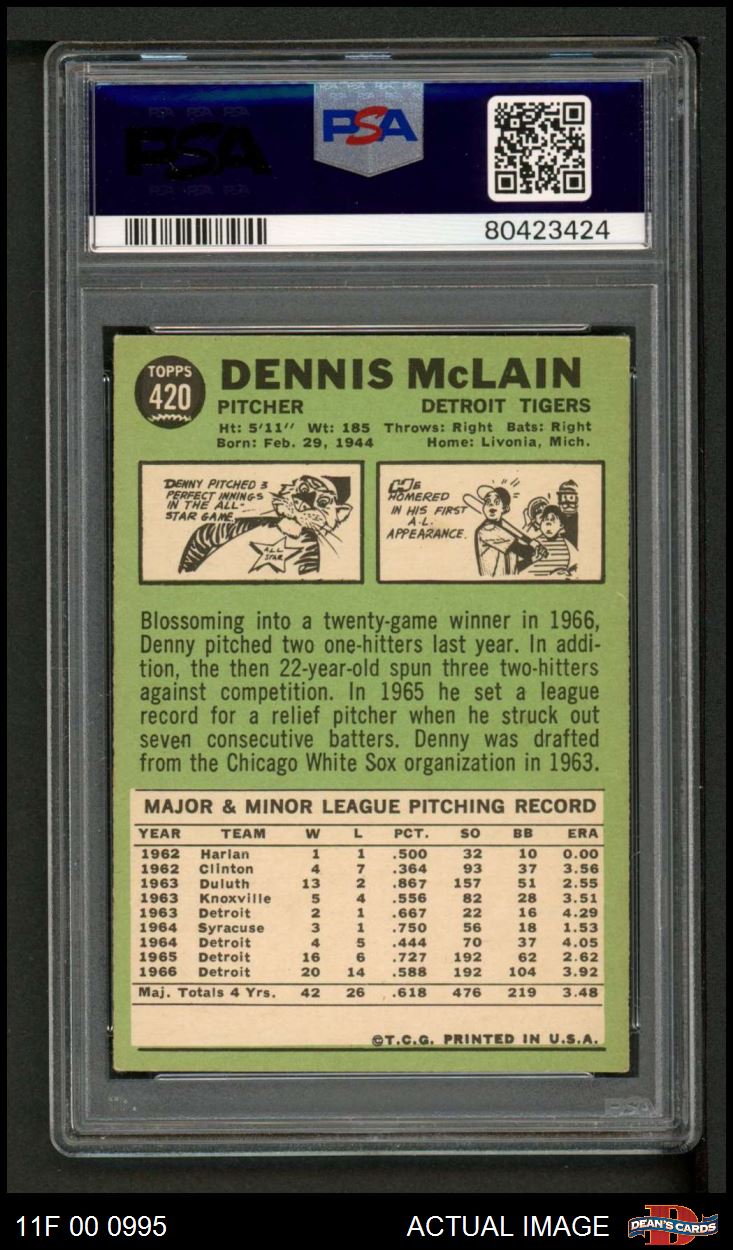 PSA
PSA
80423424
TOPPS
420
DENNIS McLAIN
PITCHER DETROIT TIGERS
Ht: 5'11'' Wt: 185 Throws: Right Bats: Right
Born: Feb. 29, 1944 Home: Livonia, Mich.
DENNY PITCHED 3
PERFECT INNINGS
IN THE ALL-
STAR GAME.
ALL
STAR
HE
HOMERED
IN HIS FIRST
A.L.
APPEARANCE.
Blossoming into a twenty-game winner in 1966,
Denny pitched two one-hitters last year. In addi-
tion, the then 22-year-old spun three two-hitters
against competition. In 1965 he set a league
record for a relief pitcher when he struck out
seven consecutive batters. Denny was drafted
from the Chicago White Sox organization in 1963.
MAJOR & MINOR LEAGUE PITCHING RECORD
YEAR TEAM W L PCT. SO BB ERA
1962 Harlan 1 1 .500 32 10 0.00
1962 Clinton 4 7 .364 93 37 3.56
1963 Duluth 13 2 .867 157 51 2.55
1963 Knoxville 5 4 .556 82 28 3.51
1963 Detroit 2 1 .667 22 16 4.29
1964 Syracuse 3 1 .750 56 18 1.53
1964 Detroit 4 5 .444 70 37 4.05
1965 Detroit 16 6 .727 192 62 2.62
1966 Detroit 20 14 .588 192 104 3.92
Maj. Totals 4 Yrs. 42 26 .618 476 219 3.48
©T.C.G. PRINTED IN U.S.A.
PSA
11F 00 0995 ACTUAL IMAGE DEAN'S CARDS